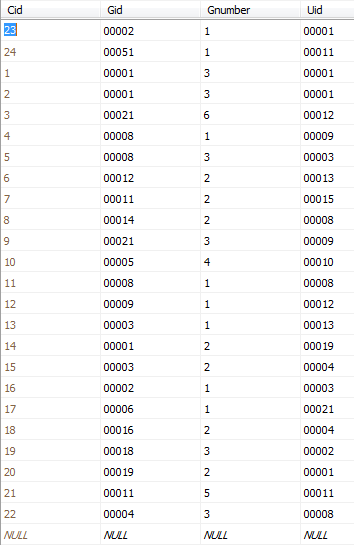 Cid Gid Gnumber Uid
23 00002 1 00001
24 00051 1 00011
1 00001 3 00001
2 00001 3 00001
3 00021 6 00012
4 00008 1 00009
5 00008 3 00003
6 00012 2 00013
7 00011 2 00015
8 00014 2 00008
9 00021 3 00009
10 00005 4 00010
11 00008 1 00008
12 00009 1 00012
13 00003 1 00013
14 00001 2 00019
15 00003 2 00004
16 00002 1 00003
17 00006 1 00021
18 00016 2 00004
19 00018 3 00002
20 00019 2 00001
21 00011 5 00011
22 00004 3 00008
NULL NULL NULL NULL